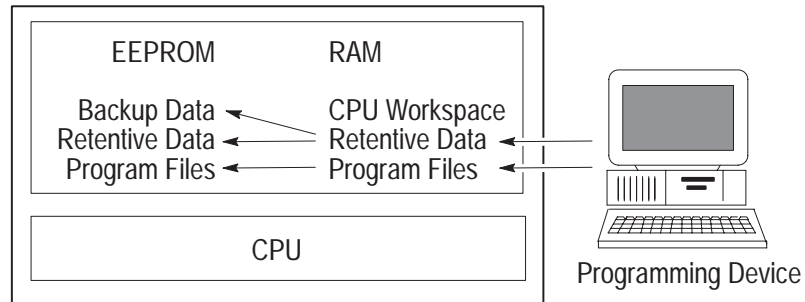 EEPROM RAM
Backup Data CPU Workspace
Retentive Data Retentive Data
Program Files Program Files
CPU
Programming Device